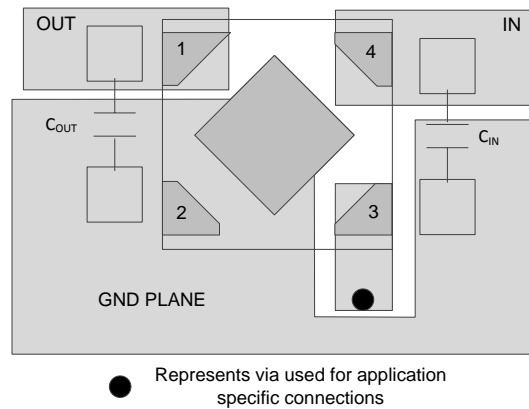 OUT
IN
1
4
COUT
CIN
2
3
GND PLANE
Represents via used for application
specific connections